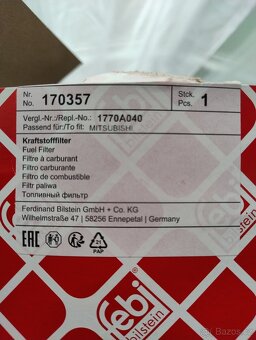 Nr.
No. 170357
Stck.
Pcs. 1
Vergl.-Nr./Repl.-No.: 1770A040
Passend für/To fit: MITSUBISHI
Kraftstofffilter
Fuel Filter
Filtre à carburant
Filtro carburante
Filtro de combustible
Filtr paliwa
Топливный фильтр
Ferdinand Bilstein GmbH + Co. KG
Wilhelmstraße 47 | 58256 Ennepetal | Germany
EAC
PAP
febi
bilstein